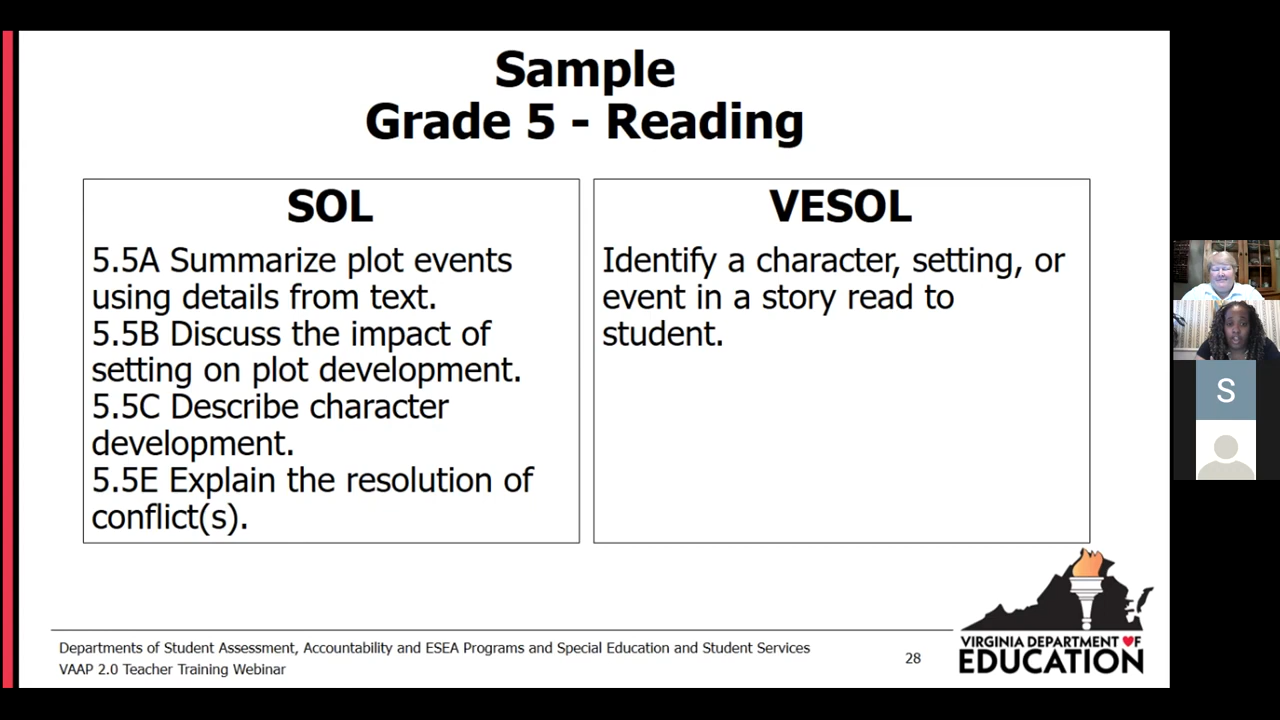 Sample
Grade 5 - Reading
SOL
5.5A Summarize plot events
using details from text.
5.5B Discuss the impact of
setting on plot development.
5.5C Describe character
development.
5.5E Explain the resolution of
conflict(s).
VESOL
Identify a character, setting, or
event in a story read to
student.
S
Departments of Student Assessment, Accountability and ESEA Programs and Special Education and Student Services
VAAP 2.0 Teacher Training Webinar
28
VIRGINIA DEPARTMENT OF
EDUCATION